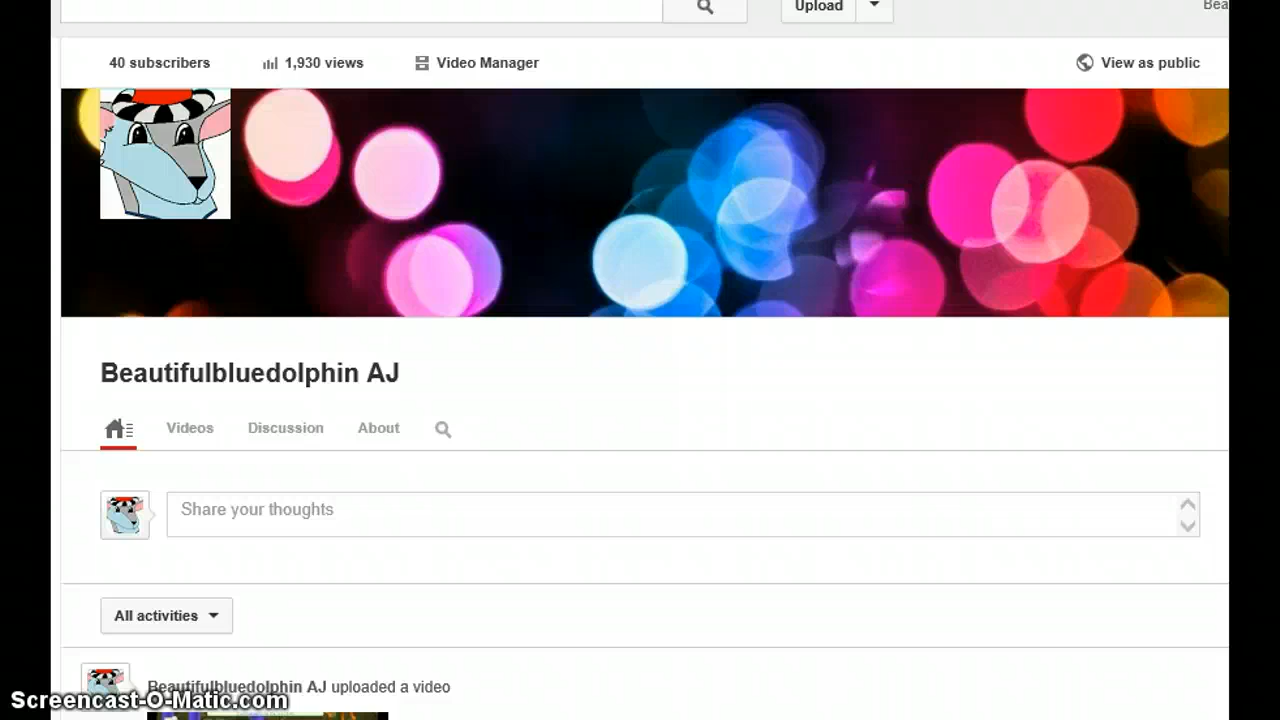 Upload
Bea
40 subscribers
1,930 views
Video Manager
View as public
Beautifulbluedolphin AJ
Videos
Discussion
About
Share your thoughts
All activities
Beautifulbluedolphin AJ uploaded a video
Screencast-O-Matic.com